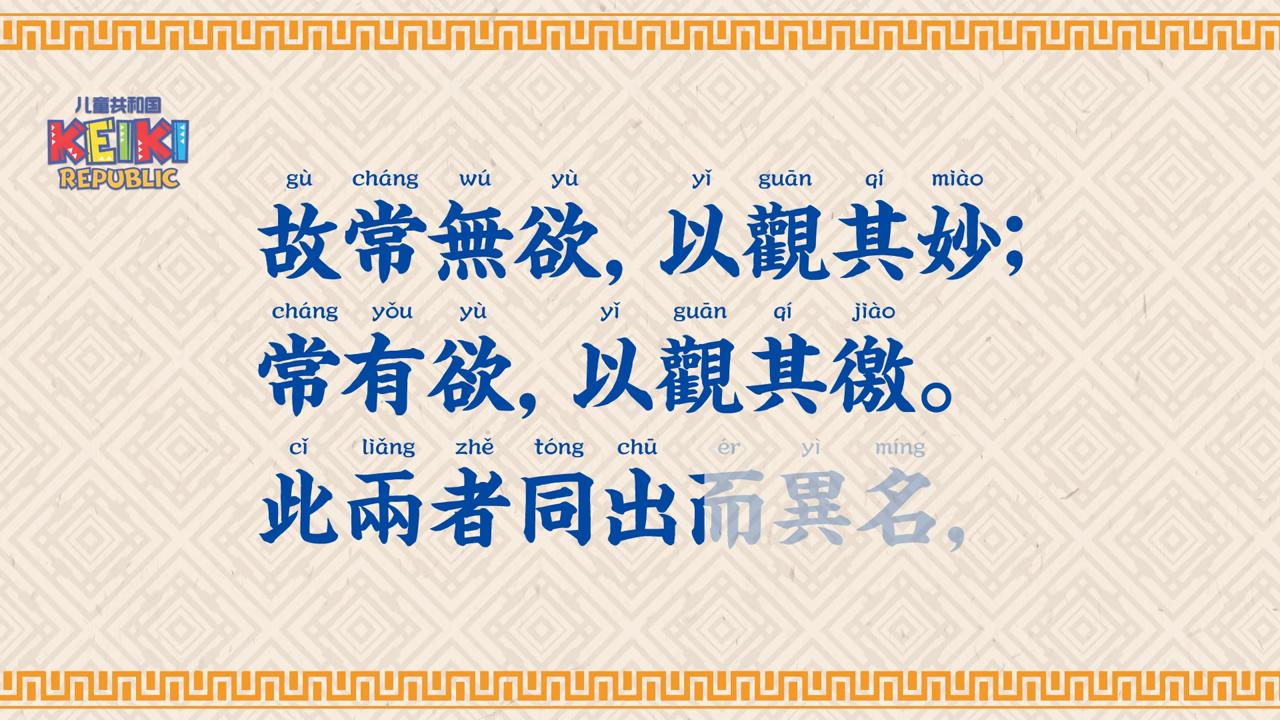 儿童共和国
KEIKI
REPUBLIC
gù cháng wú yù yǐ guān qí miào
故常無欲，以觀其妙；
cháng yǒu yù yǐ guān qí jiào
常有欲，以觀其徼。
cǐ liǎng zhě tóng chū ér yì míng
此兩者同出而異名，